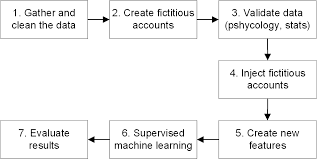 1. Gather and
clean the data
2. Create fictitious
accounts
3. Validate data
(pshycology, stats)
4. Inject fictitious
accounts
5. Create new
features
6. Supervised
machine learning
7. Evaluate
results